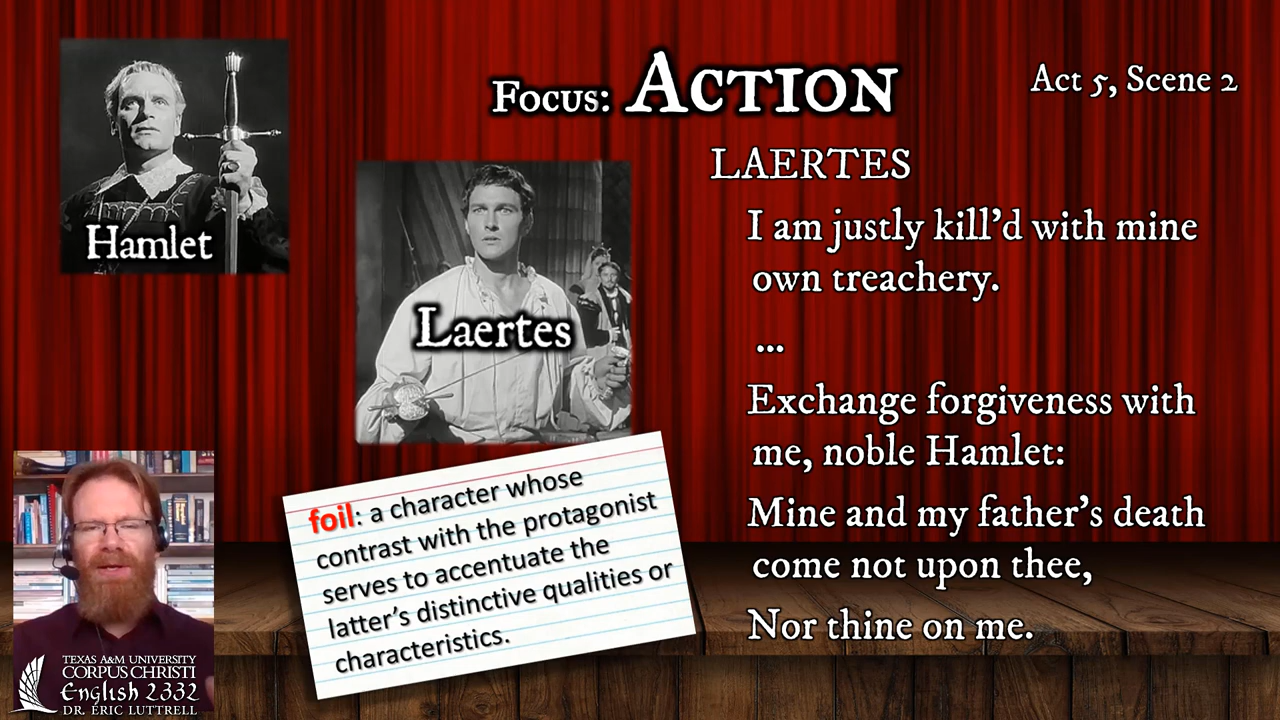 Focus: ACTION
Act 5, Scene 2
Hamlet
Laertes
LAERTES
I am justly kill’d with mine
own treachery.
...
Exchange forgiveness with
me, noble Hamlet:
Mine and my father’s death
come not upon thee,
Nor thine on me.
foil: a character whose
contrast with the protagonist
serves to accentuate the
latter’s distinctive qualities or
characteristics.
TEXAS A&M UNIVERSITY
CORPUS CHRISTI
English 2332
DR. ERIC LUTTRELL